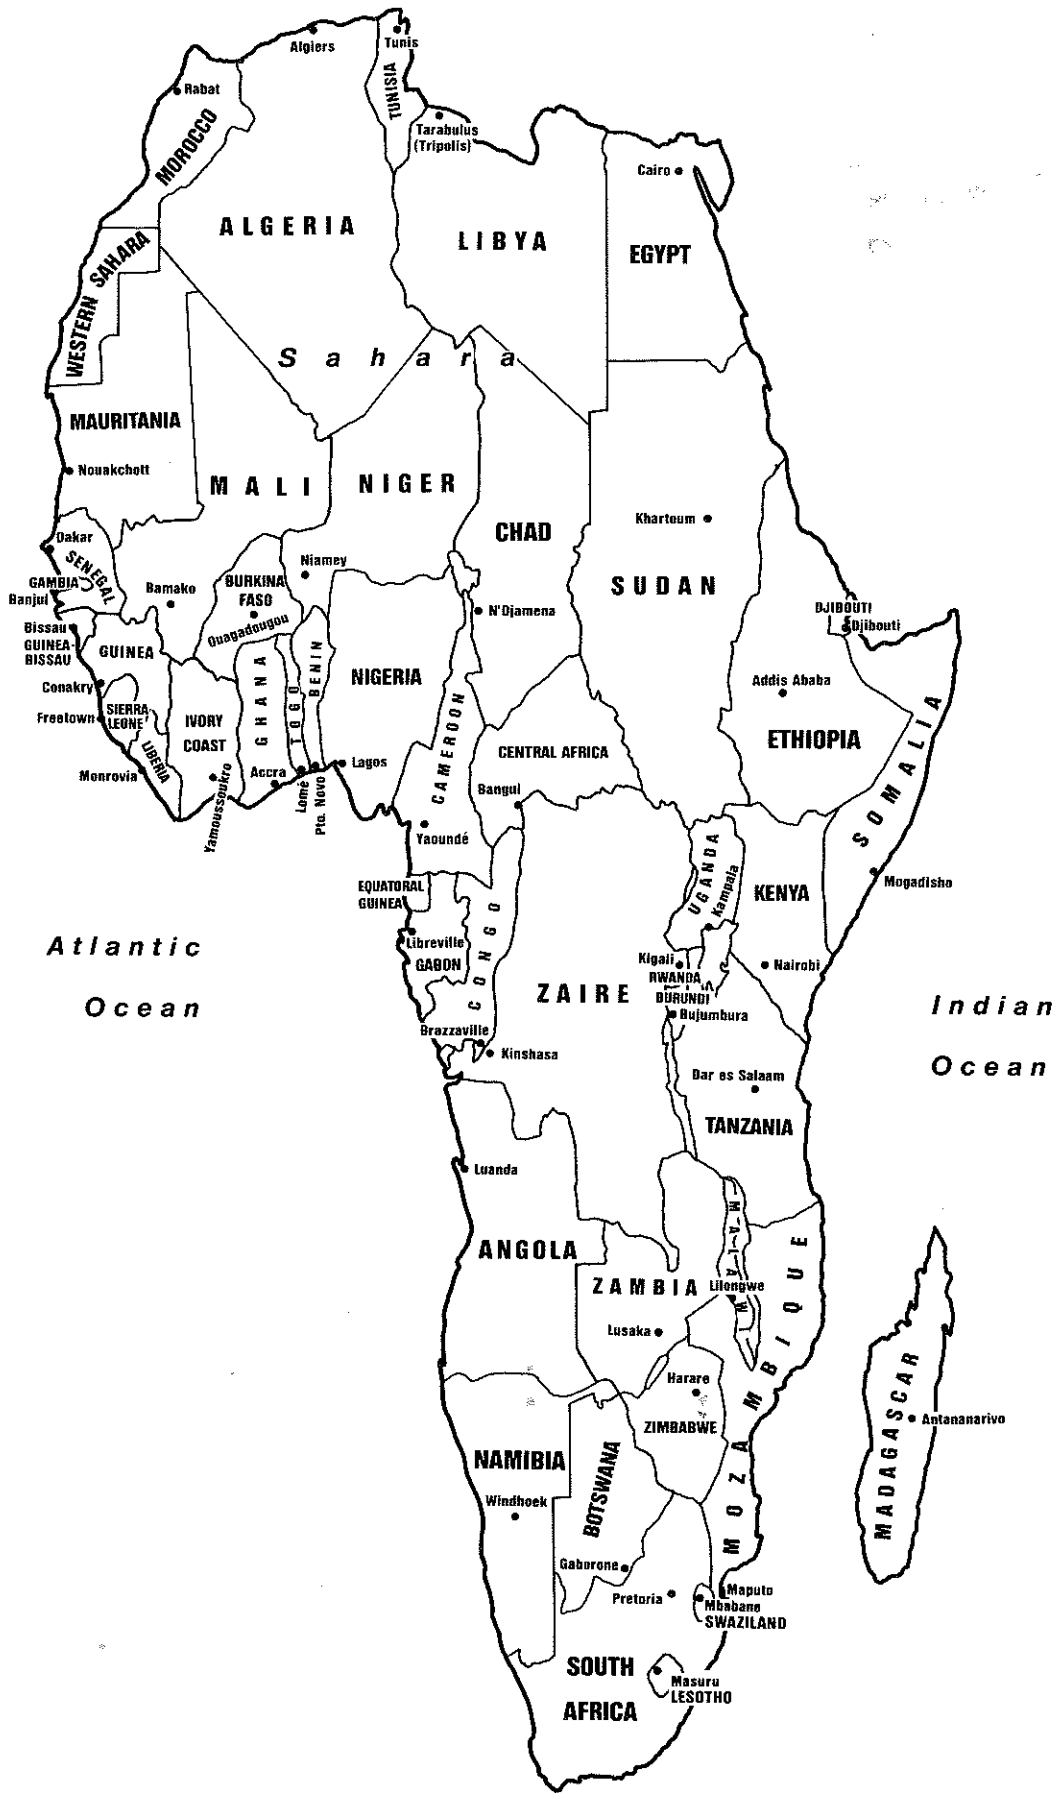 Algiers
Tunis
Rabat
TUNISIA
MOROCCO
Tarabulus
(Tripolis)
Cairo
ALGERIA
LIBYA
EGYPT
WESTERN SAHARA
Sahara
MAURITANIA
Nouakchott
MALI
NIGER
CHAD
Khartoum
SUDAN
Dakar
SENEGAL
GAMBIA
Banjul
Bamako
BURKINA
FASO
Ouagadougou
Niamey
N'Djamena
DJIBOUTI
Djibouti
Bissau
GUINEA-
BISSAU
GUINEA
Conakry
Freetown
SIERRA
LEONE
LIBERIA
Monrovia
IVORY
COAST
Yamoussoukro
GHANA
Accra
TOGO
Lomé
BENIN
Pto. Novo
NIGERIA
Lagos
CAMEROON
Yaoundé
CENTRAL AFRICA
Bangui
Addis Ababa
ETHIOPIA
SOMALIA
Mogadisho
UGANDA
Kampala
KENYA
Nairobi
EQUATORAL
GUINEA
Libreville
GABON
CONGO
Brazzaville
Kinshasa
ZAIRE
Kigali
RWANDA
BURUNDI
Bujumbura
Atlantic
Ocean
Indian
Ocean
Dar es Salaam
TANZANIA
Luanda
ANGOLA
ZAMBIA
Lusaka
MALAWI
Lilongwe
MOZAMBIQUE
Harare
ZIMBABWE
MADAGASCAR
Antananarivo
NAMIBIA
Windhoek
BOTSWANA
Gaborone
Pretoria
Maputo
Mbabane
SWAZILAND
SOUTH
AFRICA
Masuru
LESOTHO